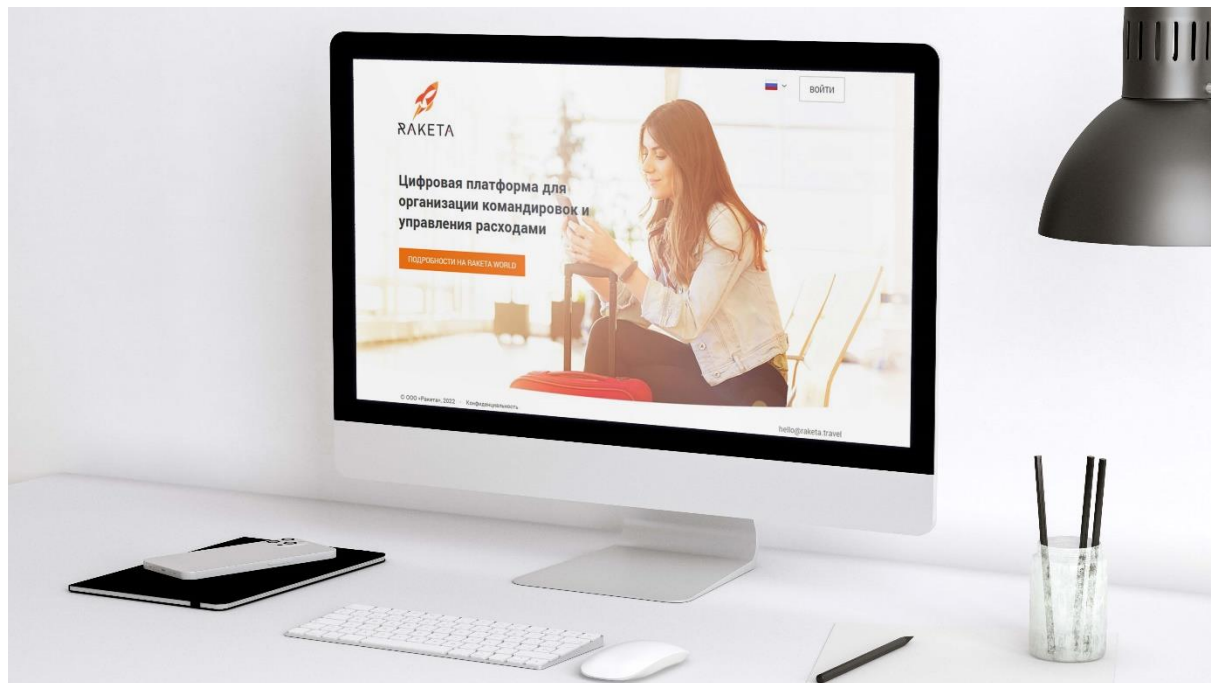 RAKETA
ВОЙТИ
Цифровая платформа для
организации командировок и
управления расходами
ПОДРОБНОСТИ НА RAKETA WORLD
© ООО «Ракета», 2022 · Конфиденциальность
hello@raketa.travel